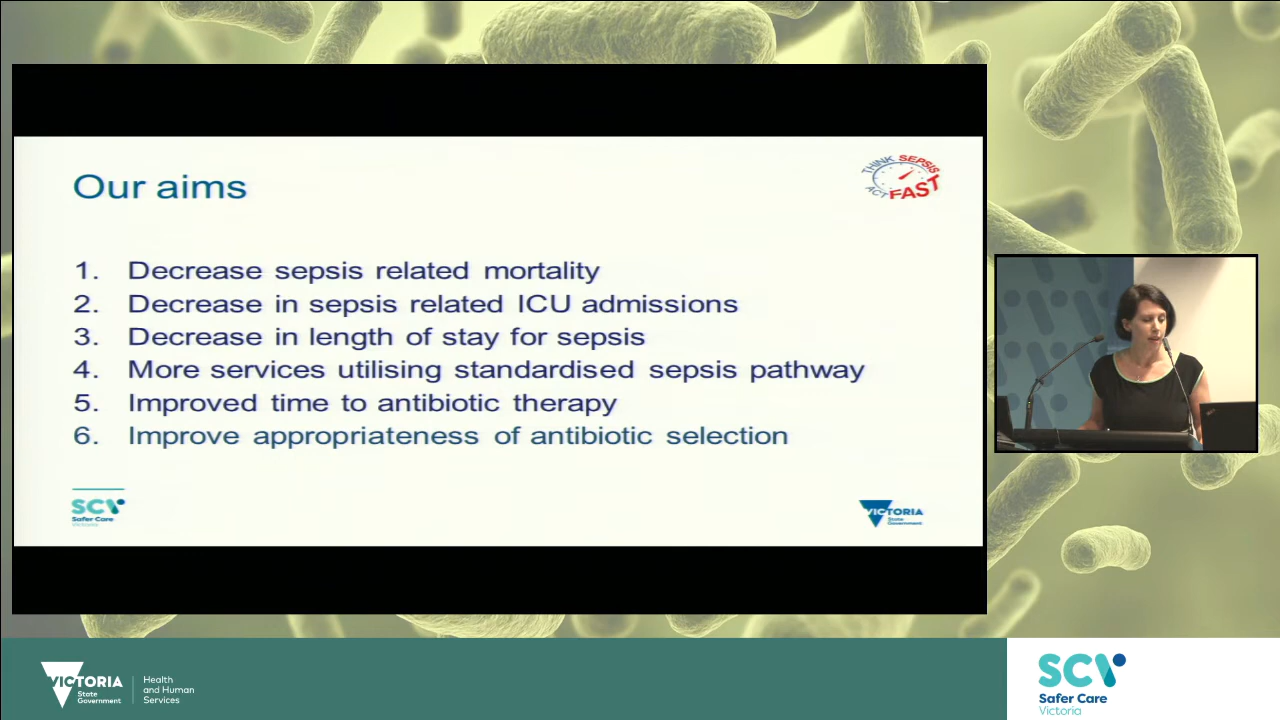 Our aims
THINK SEPSIS
ACT FAST
1. Decrease sepsis related mortality
2. Decrease in sepsis related ICU admissions
3. Decrease in length of stay for sepsis
4. More services utilising standardised sepsis pathway
5. Improved time to antibiotic therapy
6. Improve appropriateness of antibiotic selection
SCV
Safer Care
Victoria
VICTORIA
State
Government
VICTORIA
State
Government
Health
and Human
Services
SCV
Safer Care
Victoria